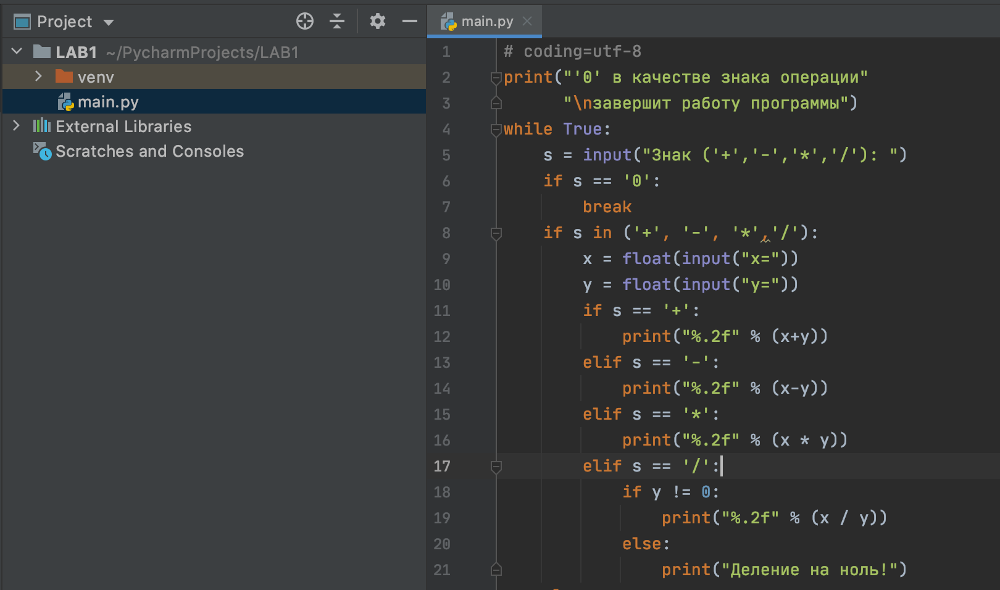 Project
LAB1 ~/PycharmProjects/LAB1
venv
main.py
External Libraries
Scratches and Consoles
main.py
1 # coding=utf-8
2 print("'0' в качестве знака операции"
3       "\nзавершит работу программы")
4 while True:
5     s = input("Знак ('+','-','*','/'): ")
6     if s == '0':
7         break
8     if s in ('+', '-', '*','/'):
9         x = float(input("x="))
10         y = float(input("y="))
11         if s == '+':
12             print("%.2f" % (x+y))
13         elif s == '-':
14             print("%.2f" % (x-y))
15         elif s == '*':
16             print("%.2f" % (x * y))
17         elif s == '/':
18             if y != 0:
19                 print("%.2f" % (x / y))
20             else:
21                 print("Деление на ноль!")